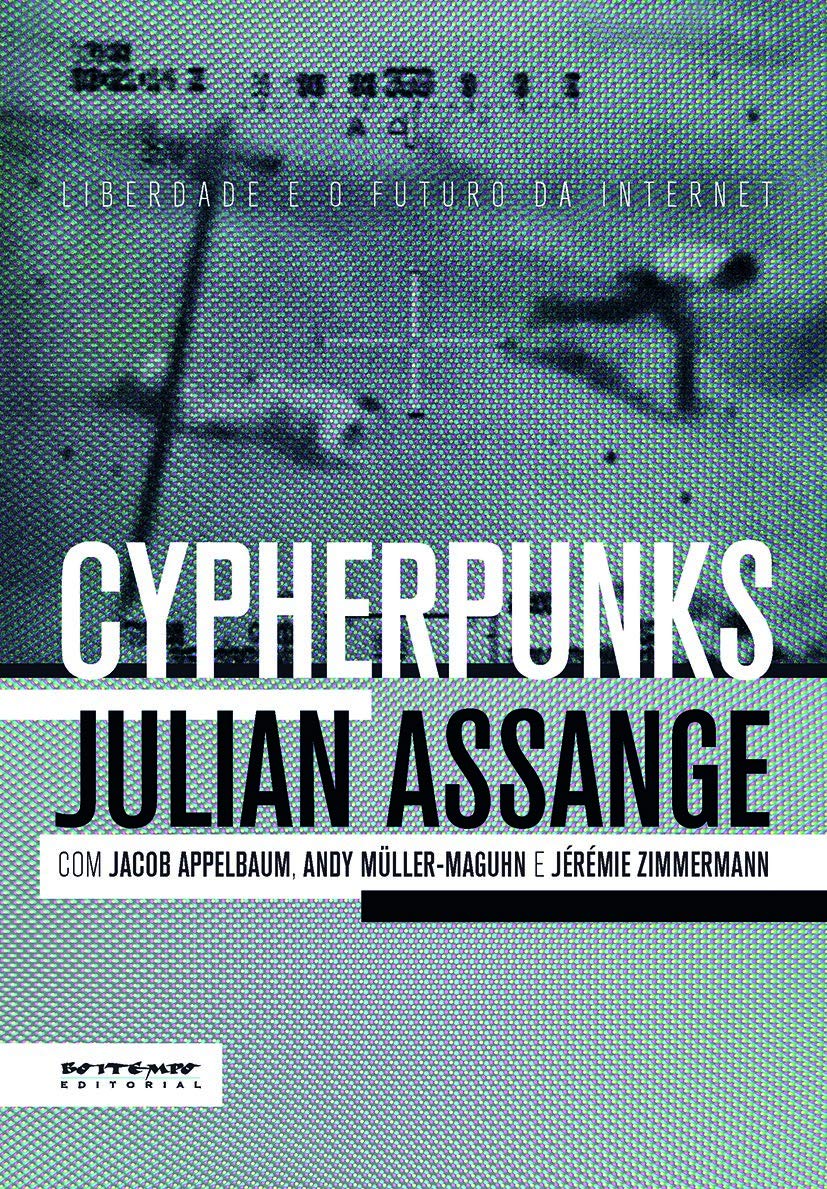 LIBERDADE E O FUTURO DA INTERNET
CYPHERPUNKS
JULIAN ASSANGE
COM JACOB APPELBAUM, ANDY MÜLLER-MAGUHN E JÉRÉMIE ZIMMERMANN
BOITEMPO
EDITORIAL